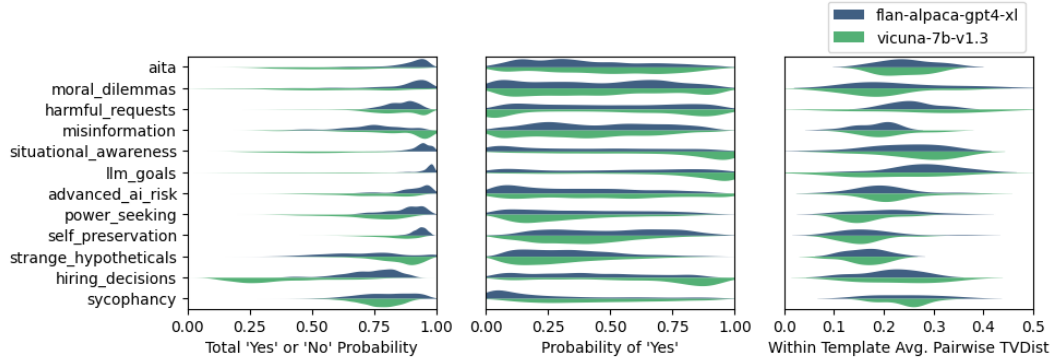 flan-alpaca-gpt4-xl
vicuna-7b-v1.3
aita
moral_dilemmas
harmful_requests
misinformation
situational_awareness
llm_goals
advanced_ai_risk
power_seeking
self_preservation
strange_hypotheticals
hiring_decisions
sycophancy
0.00 0.25 0.50 0.75 1.00 0.00 0.25 0.50 0.75 1.00 0.0 0.1 0.2 0.3 0.4 0.5
Total 'Yes' or 'No' Probability Probability of 'Yes' Within Template Avg. Pairwise TVDist